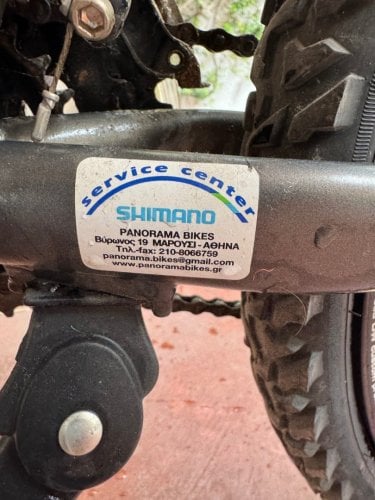 service center
SHIMANO
PANORAMA BIKES
Βύρωνος 19 ΜΑΡΟΥΣΙ - ΑΘΗΝΑ
Τηλ.-fax: 210-8066759
panorama.bikes@gmail.com
www.panoramabikes.gr